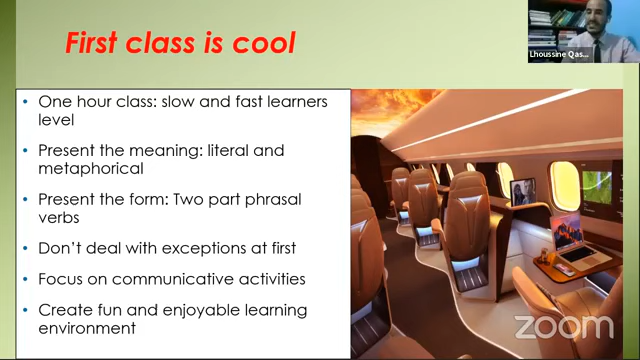 First class is cool
Lhoussine Qas...
• One hour class: slow and fast learners
level
• Present the meaning: literal and
metaphorical
• Present the form: Two part phrasal
verbs
• Don't deal with exceptions at first
• Focus on communicative activities
• Create fun and enjoyable learning
environment
zoom